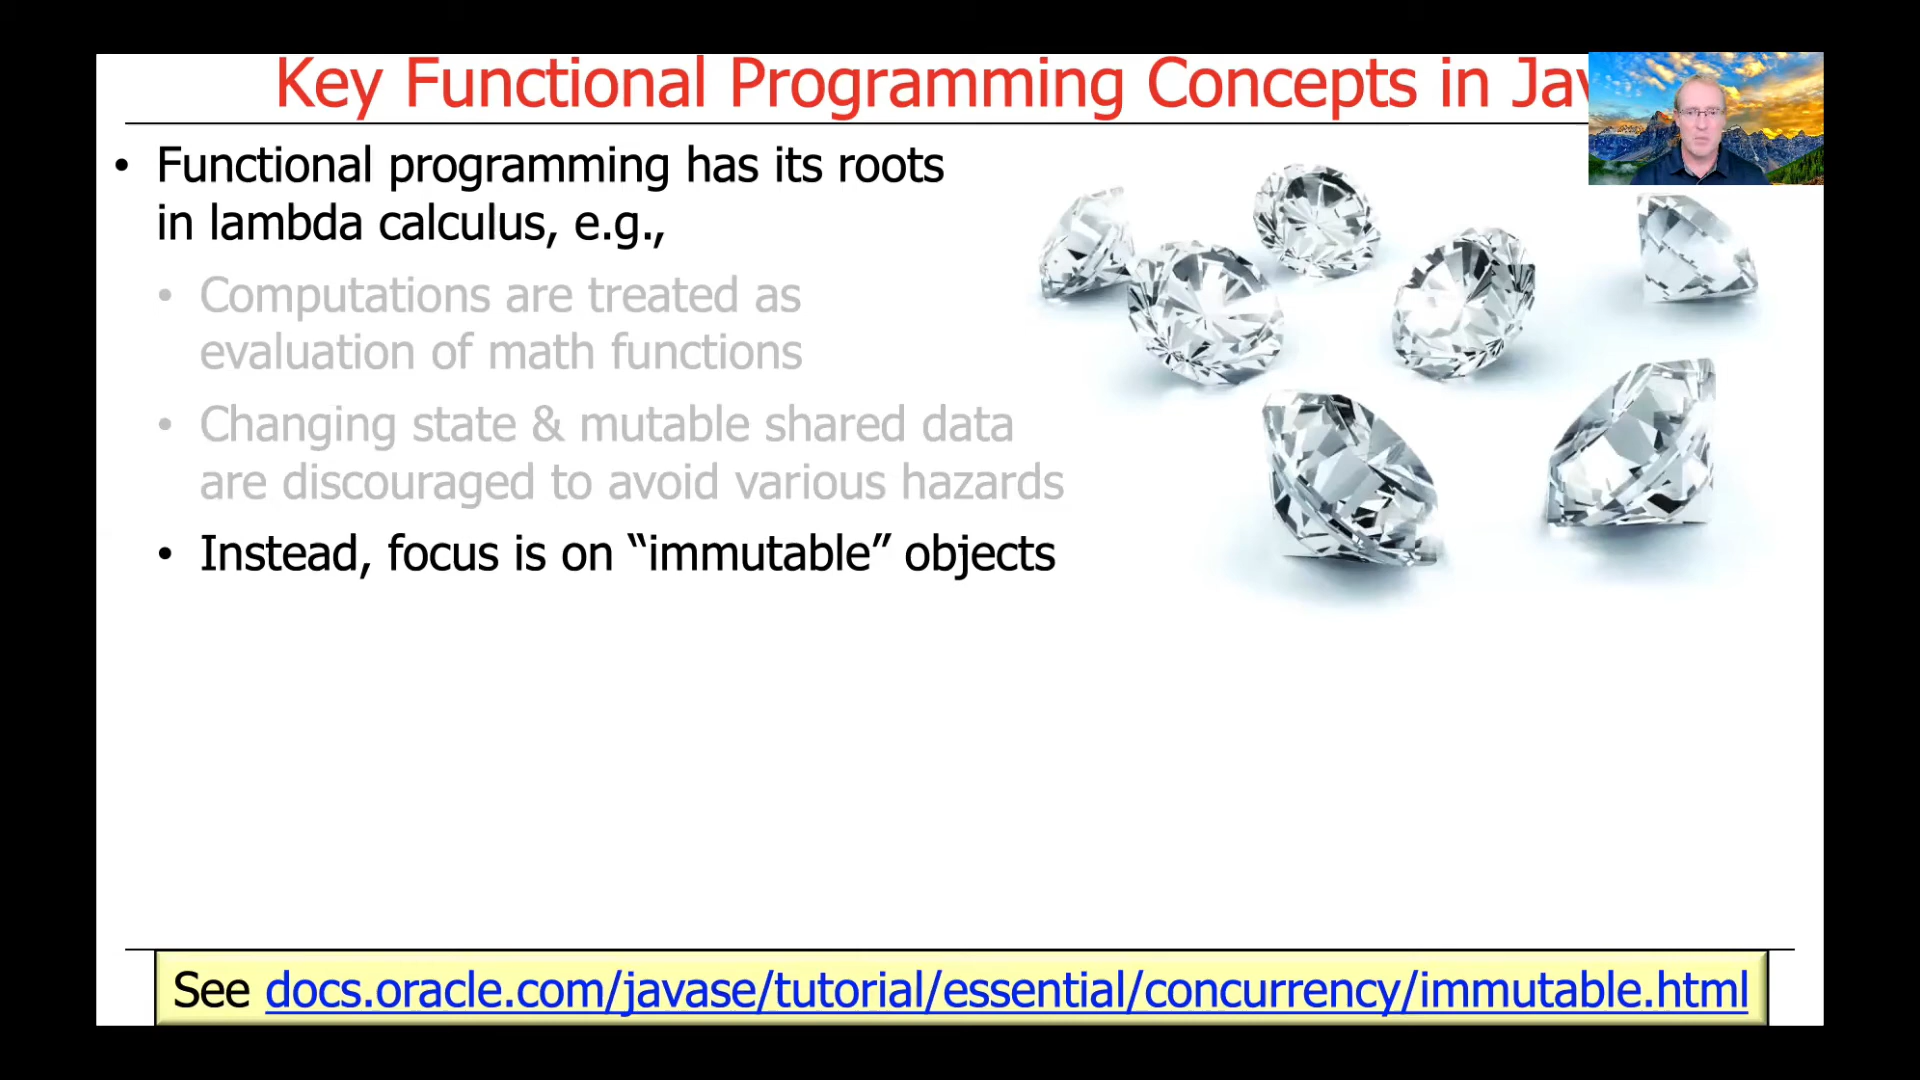 Key Functional Programming Concepts in Jav
• Functional programming has its roots
in lambda calculus, e.g.,
• Computations are treated as
evaluation of math functions
• Changing state & mutable shared data
are discouraged to avoid various hazards
• Instead, focus is on “immutable” objects
See docs.oracle.com/javase/tutorial/essential/concurrency/immutable.html